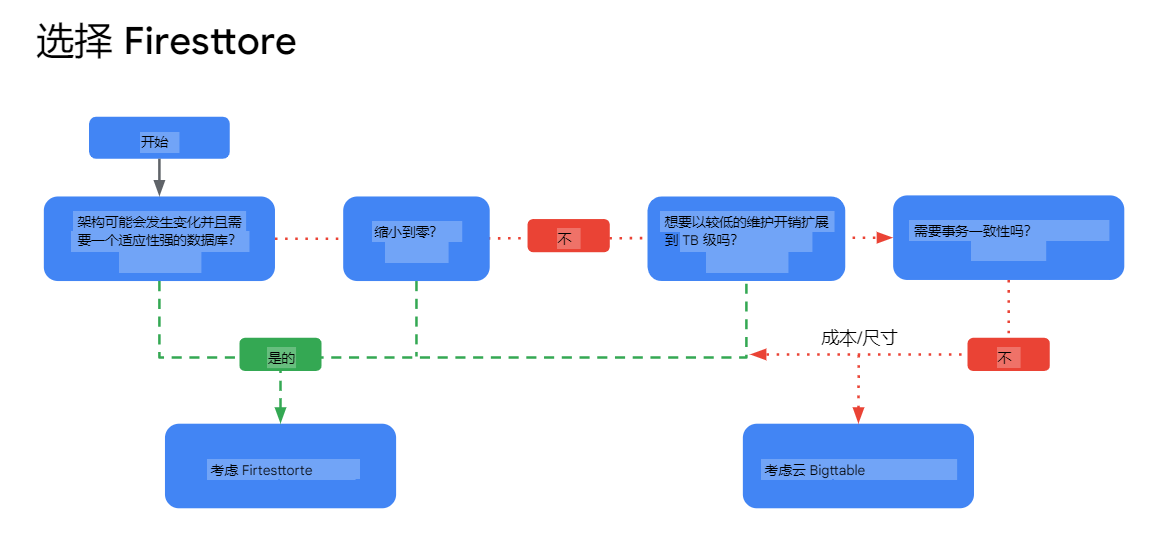 选择 Firesttore
开始
架构可能会发生变化并且需
要一个适应性强的数据库？
缩小到零？
不
想要以较低的维护开销扩展
到 TB 级吗？
需要事务一致性吗？
成本/尺寸
是的
不
考虑 Firtesttorte
考虑云 Bigttable